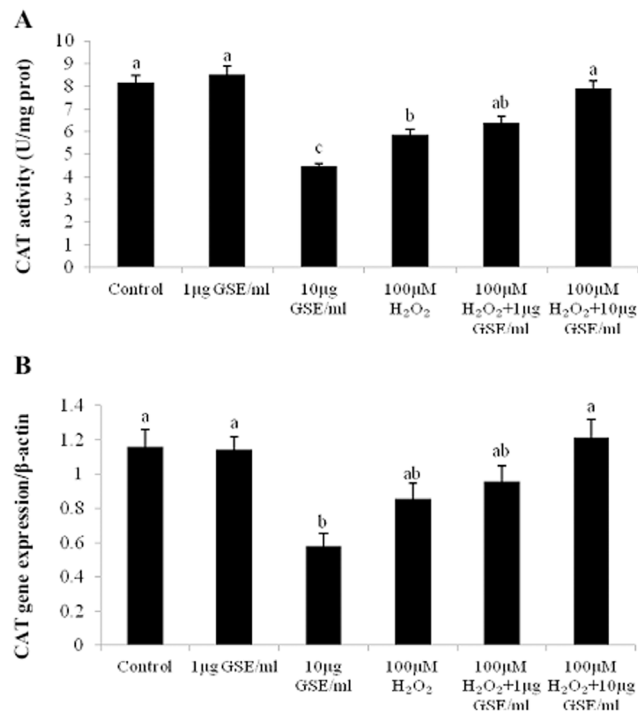 A
CAT activity (U/mg prot)
10
9
8
7
6
5
4
3
2
1
0
a
a
c
b
ab
a
Control
1μg GSE/ml
10μg
GSE/ml
100μM
H₂O₂
100μM
H₂O₂+1μg
GSE/ml
100μM
H₂O₂+10μg
GSE/ml
B
CAT gene expression/β-actin
1.4
1.2
1
0.8
0.6
0.4
0.2
0
a
a
b
ab
ab
a
Control
1μg GSE/ml
10μg
GSE/ml
100μM
H₂O₂
100μM
H₂O₂+1μg
GSE/ml
100μM
H₂O₂+10μg
GSE/ml